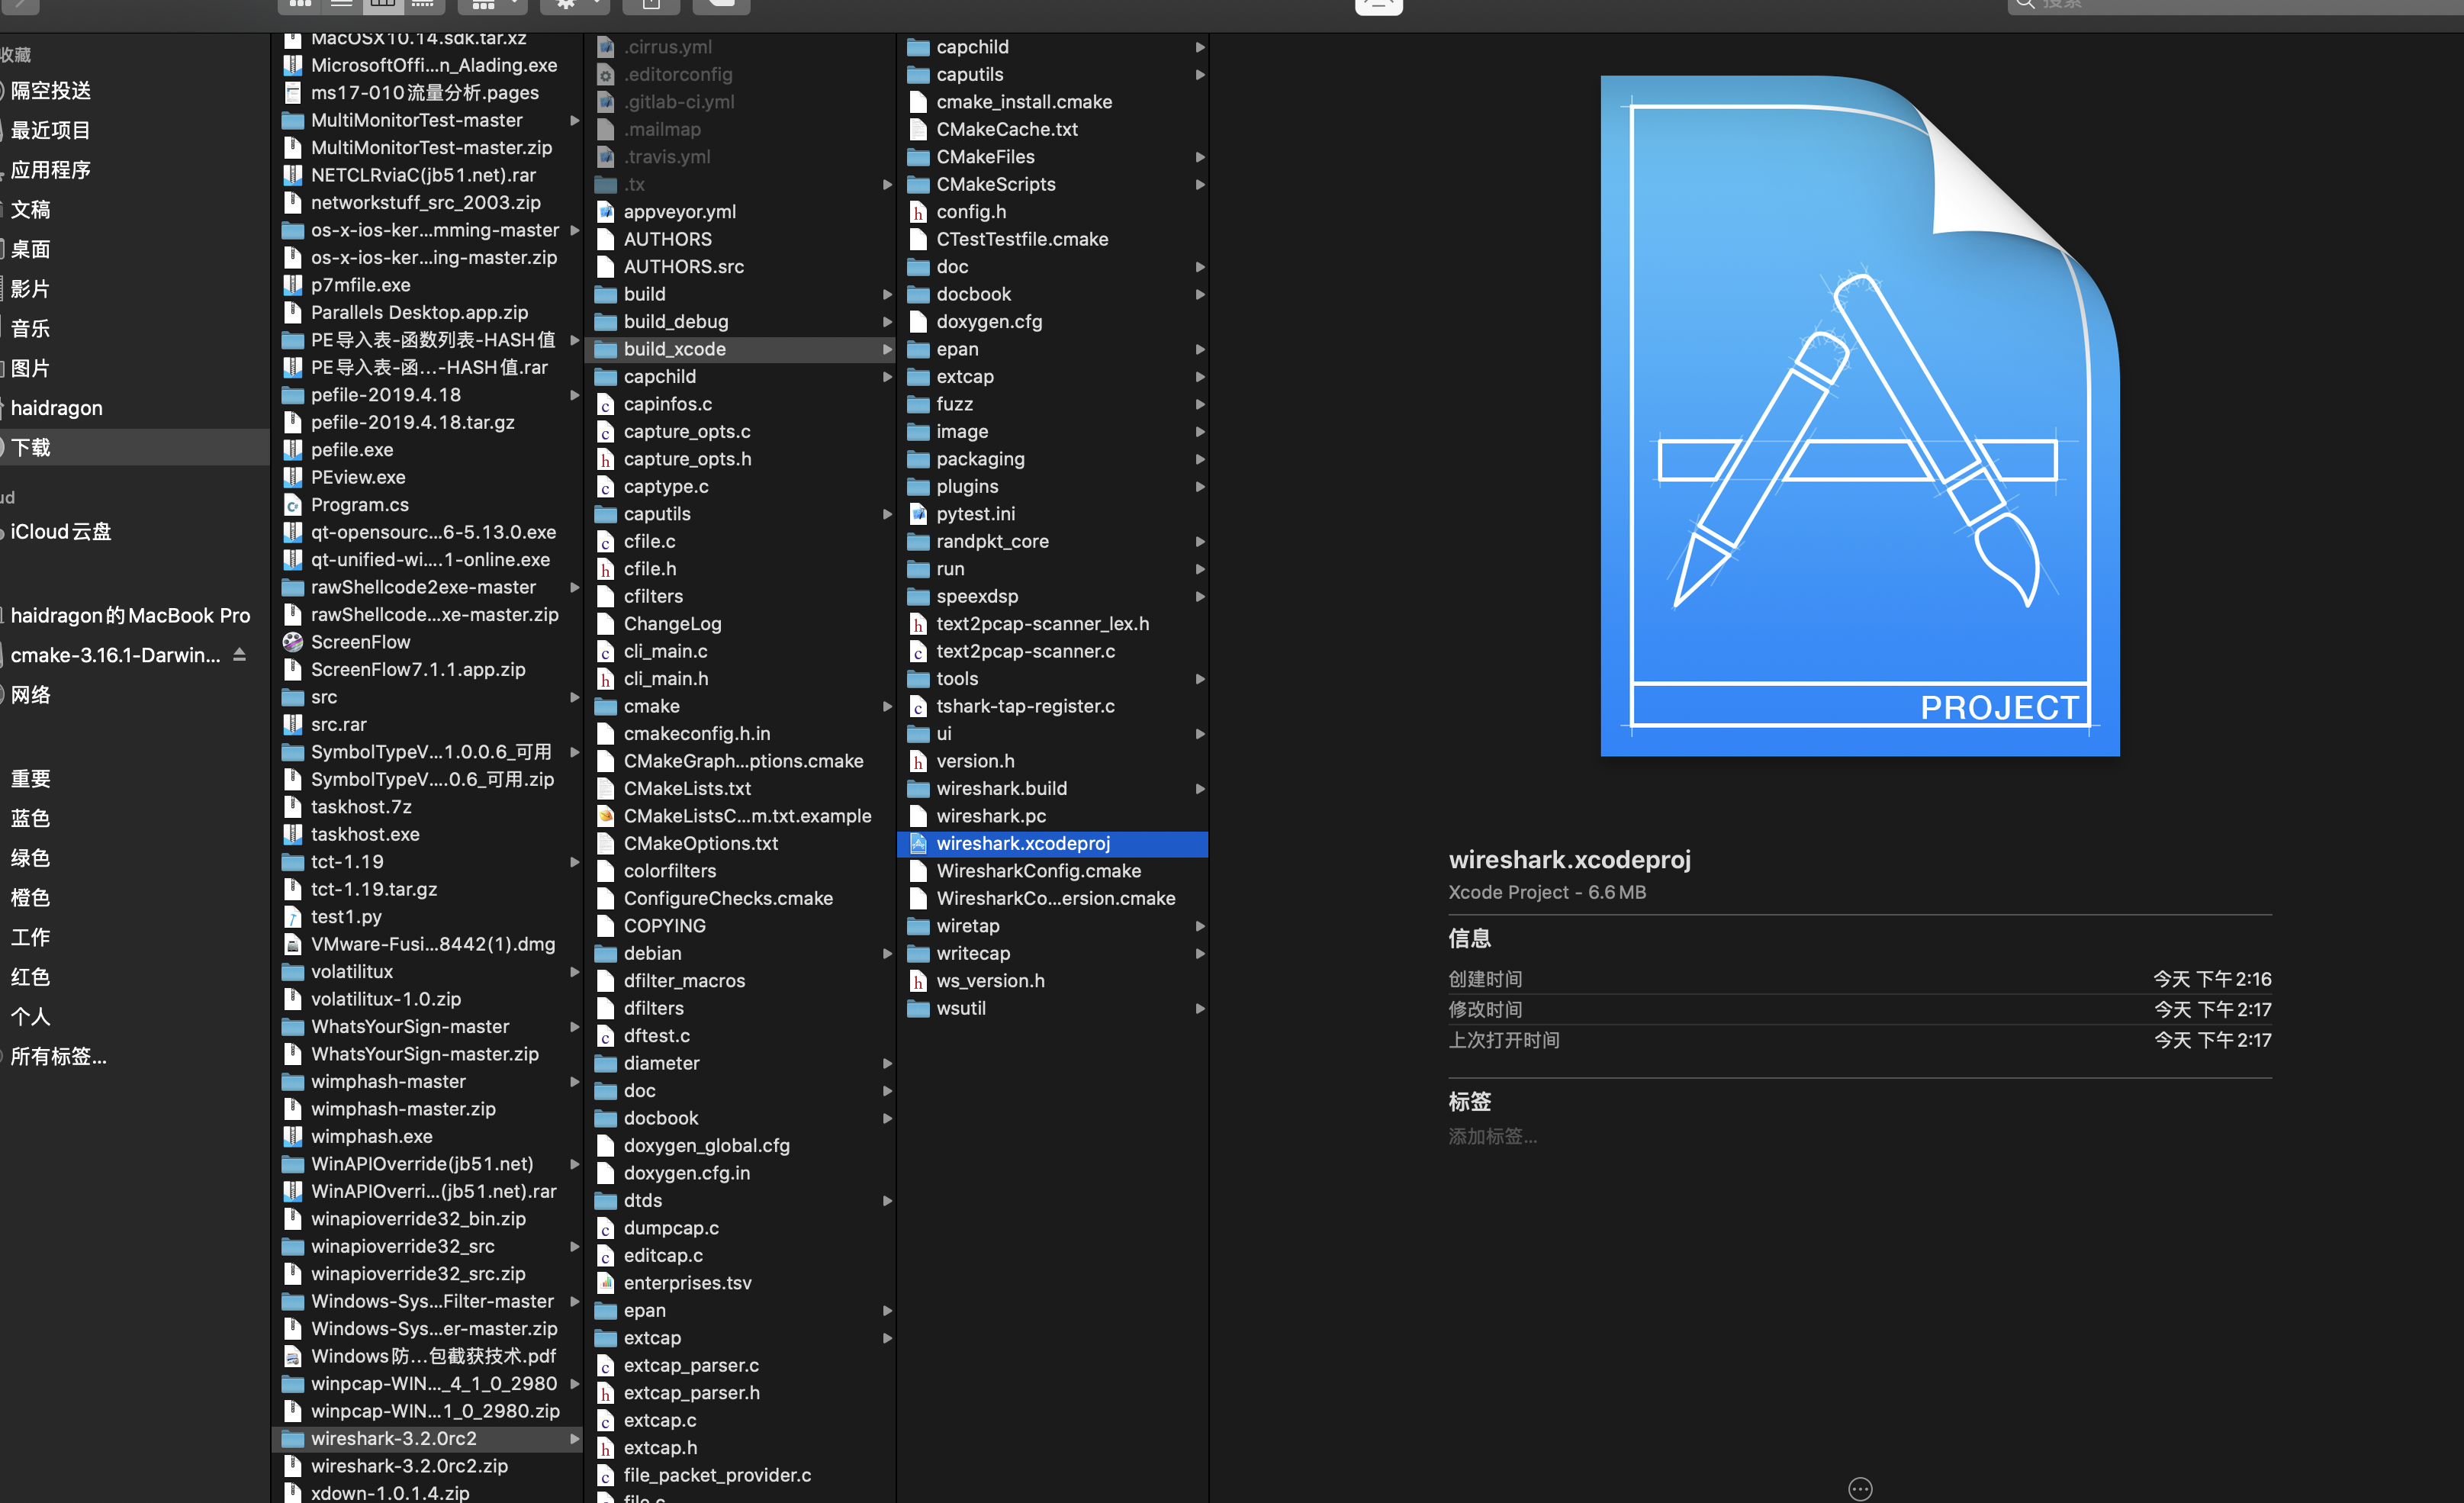 搜索
收藏
隔空投送
最近项目
应用程序
文稿
桌面
影片
音乐
图片
haidragon
下载
ud
iCloud云盘
haidragon的MacBook Pro
cmake-3.16.1-Darwin...
网络
重要
蓝色
绿色
橙色
工作
红色
个人
所有标签...
MacOSX10.14.sdk.tar.xz
MicrosoftOffi...n_Alading.exe
ms17-010流量分析.pages
MultiMonitorTest-master
MultiMonitorTest-master.zip
NETCLRviaC(jb51.net).rar
networkstuff_src_2003.zip
os-x-ios-ker...mming-master
os-x-ios-ker...ing-master.zip
p7mfile.exe
Parallels Desktop.app.zip
PE导入表-函数列表-HASH值
PE导入表-函...-HASH值.rar
pefile-2019.4.18
pefile-2019.4.18.tar.gz
pefile.exe
PEview.exe
Program.cs
qt-opensourc...6-5.13.0.exe
qt-unified-wi....1-online.exe
rawShellcode2exe-master
rawShellcode...xe-master.zip
ScreenFlow
ScreenFlow7.1.1.app.zip
src
src.rar
SymbolTypeV...1.0.0.6_可用
SymbolTypeV....0.6_可用.zip
taskhost.7z
taskhost.exe
tct-1.19
tct-1.19.tar.gz
test1.py
VMware-Fusi...8442(1).dmg
volatilitux
volatilitux-1.0.zip
WhatsYourSign-master
WhatsYourSign-master.zip
wimphash-master
wimphash-master.zip
wimphash.exe
WinAPIOverride(jb51.net)
WinAPIOverri...(jb51.net).rar
winapioverride32_bin.zip
winapioverride32_src
winapioverride32_src.zip
Windows-Sys...Filter-master
Windows-Sys...er-master.zip
Windows防...包截获技术.pdf
winpcap-WIN..._4_1_0_2980
winpcap-WIN...1_0_2980.zip
wireshark-3.2.0rc2
wireshark-3.2.0rc2.zip
xdown-1.0.1.4.zip
.cirrus.yml
.editorconfig
.gitlab-ci.yml
.mailmap
.travis.yml
.tx
appveyor.yml
AUTHORS
AUTHORS.src
build
build_debug
build_xcode
capchild
capinfos.c
capture_opts.c
capture_opts.h
captype.c
caputils
cfile.c
cfile.h
cfilters
ChangeLog
cli_main.c
cli_main.h
cmake
cmakeconfig.h.in
CMakeGraph...ptions.cmake
CMakeLists.txt
CMakeListsC...m.txt.example
CMakeOptions.txt
colorfilters
ConfigureChecks.cmake
COPYING
debian
dfilter_macros
dfilters
dftest.c
diameter
doc
docbook
doxygen_global.cfg
doxygen.cfg.in
dtds
dumpcap.c
editcap.c
enterprises.tsv
epan
extcap
extcap_parser.c
extcap_parser.h
extcap.c
extcap.h
file_packet_provider.c
file.c
capchild
caputils
cmake_install.cmake
CMakeCache.txt
CMakeFiles
CMakeScripts
config.h
CTestTestfile.cmake
doc
docbook
doxygen.cfg
epan
extcap
fuzz
image
packaging
plugins
pytest.ini
randpkt_core
run
speexdsp
text2pcap-scanner_lex.h
text2pcap-scanner.c
tools
tshark-tap-register.c
ui
version.h
wireshark.build
wireshark.pc
wireshark.xcodeproj
WiresharkConfig.cmake
WiresharkCo...ersion.cmake
wiretap
writecap
ws_version.h
wsutil
PROJECT
wireshark.xcodeproj
Xcode Project - 6.6 MB
信息
创建时间 今天 下午2:16
修改时间 今天 下午2:17
上次打开时间 今天 下午2:17
标签
添加标签...